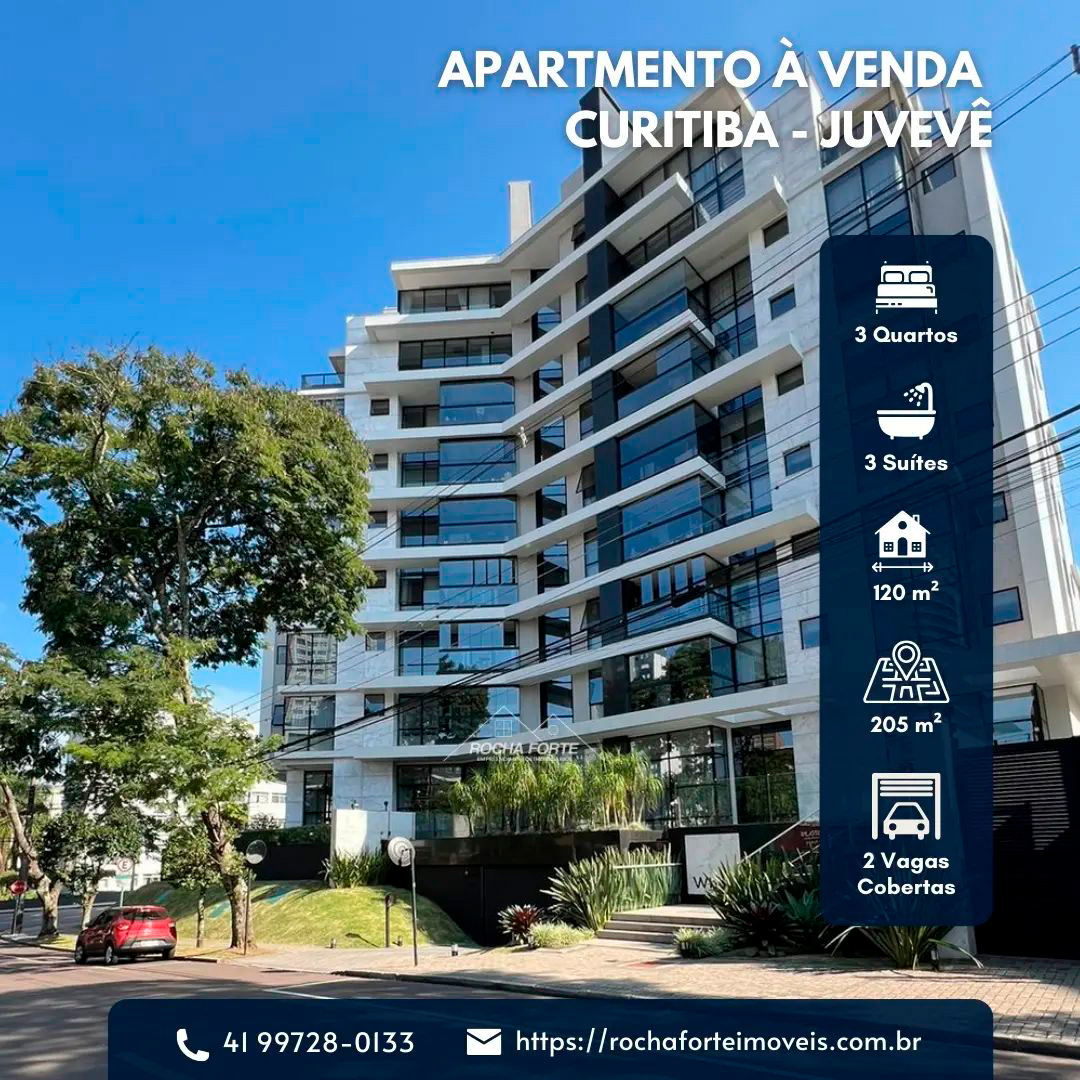 APARTMENTO À VENDA
CURITIBA - JUVEVÊ
3 Quartos
3 Suítes
120 m²
205 m²
2 Vagas
Cobertas
ROCHA FORTE
41 99728-0133
https://rochaforteimoveis.com.br